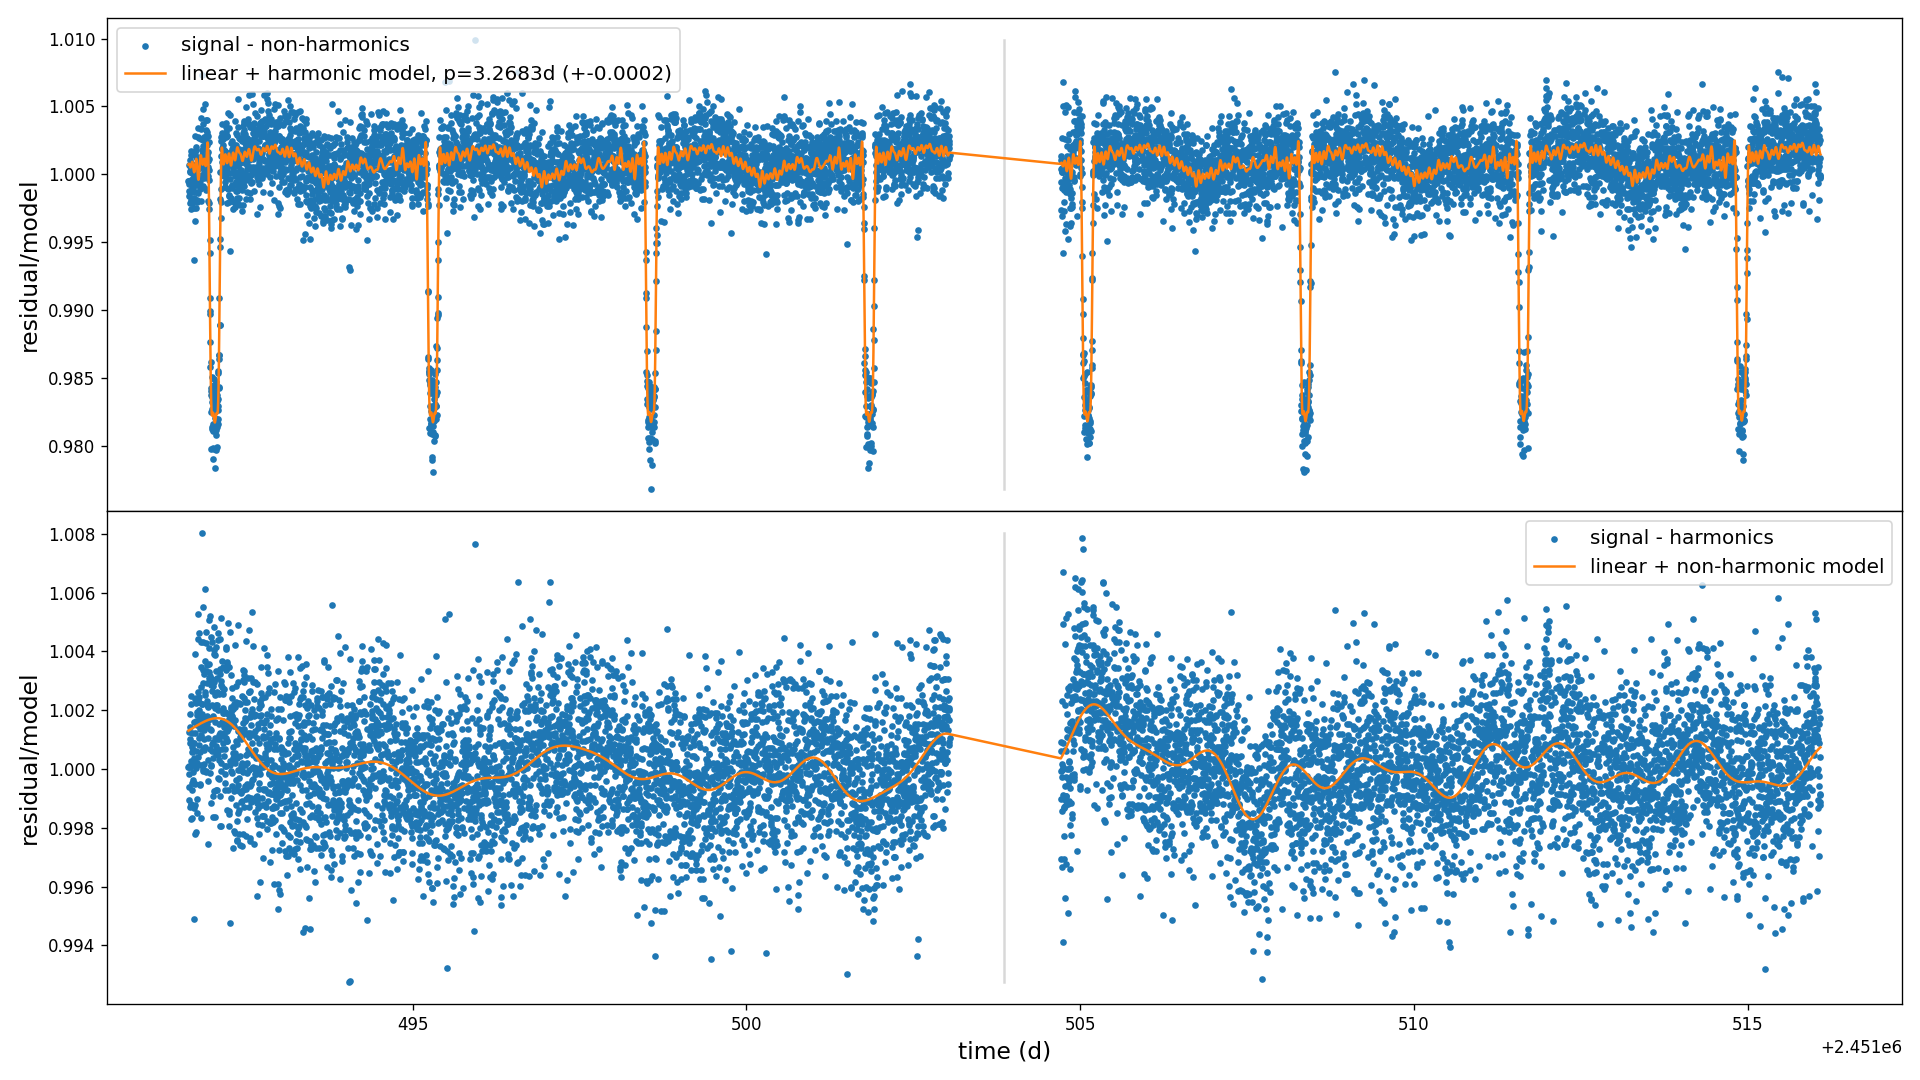 signal - non-harmonics
linear + harmonic model, p=3.2683d (+-0.0002)
1.010
1.005
1.000
0.995
0.990
0.985
0.980
residual/model
signal - harmonics
linear + non-harmonic model
1.008
1.006
1.004
1.002
1.000
0.998
0.996
0.994
residual/model
495
500
505
510
515
time (d)
+2.451e6